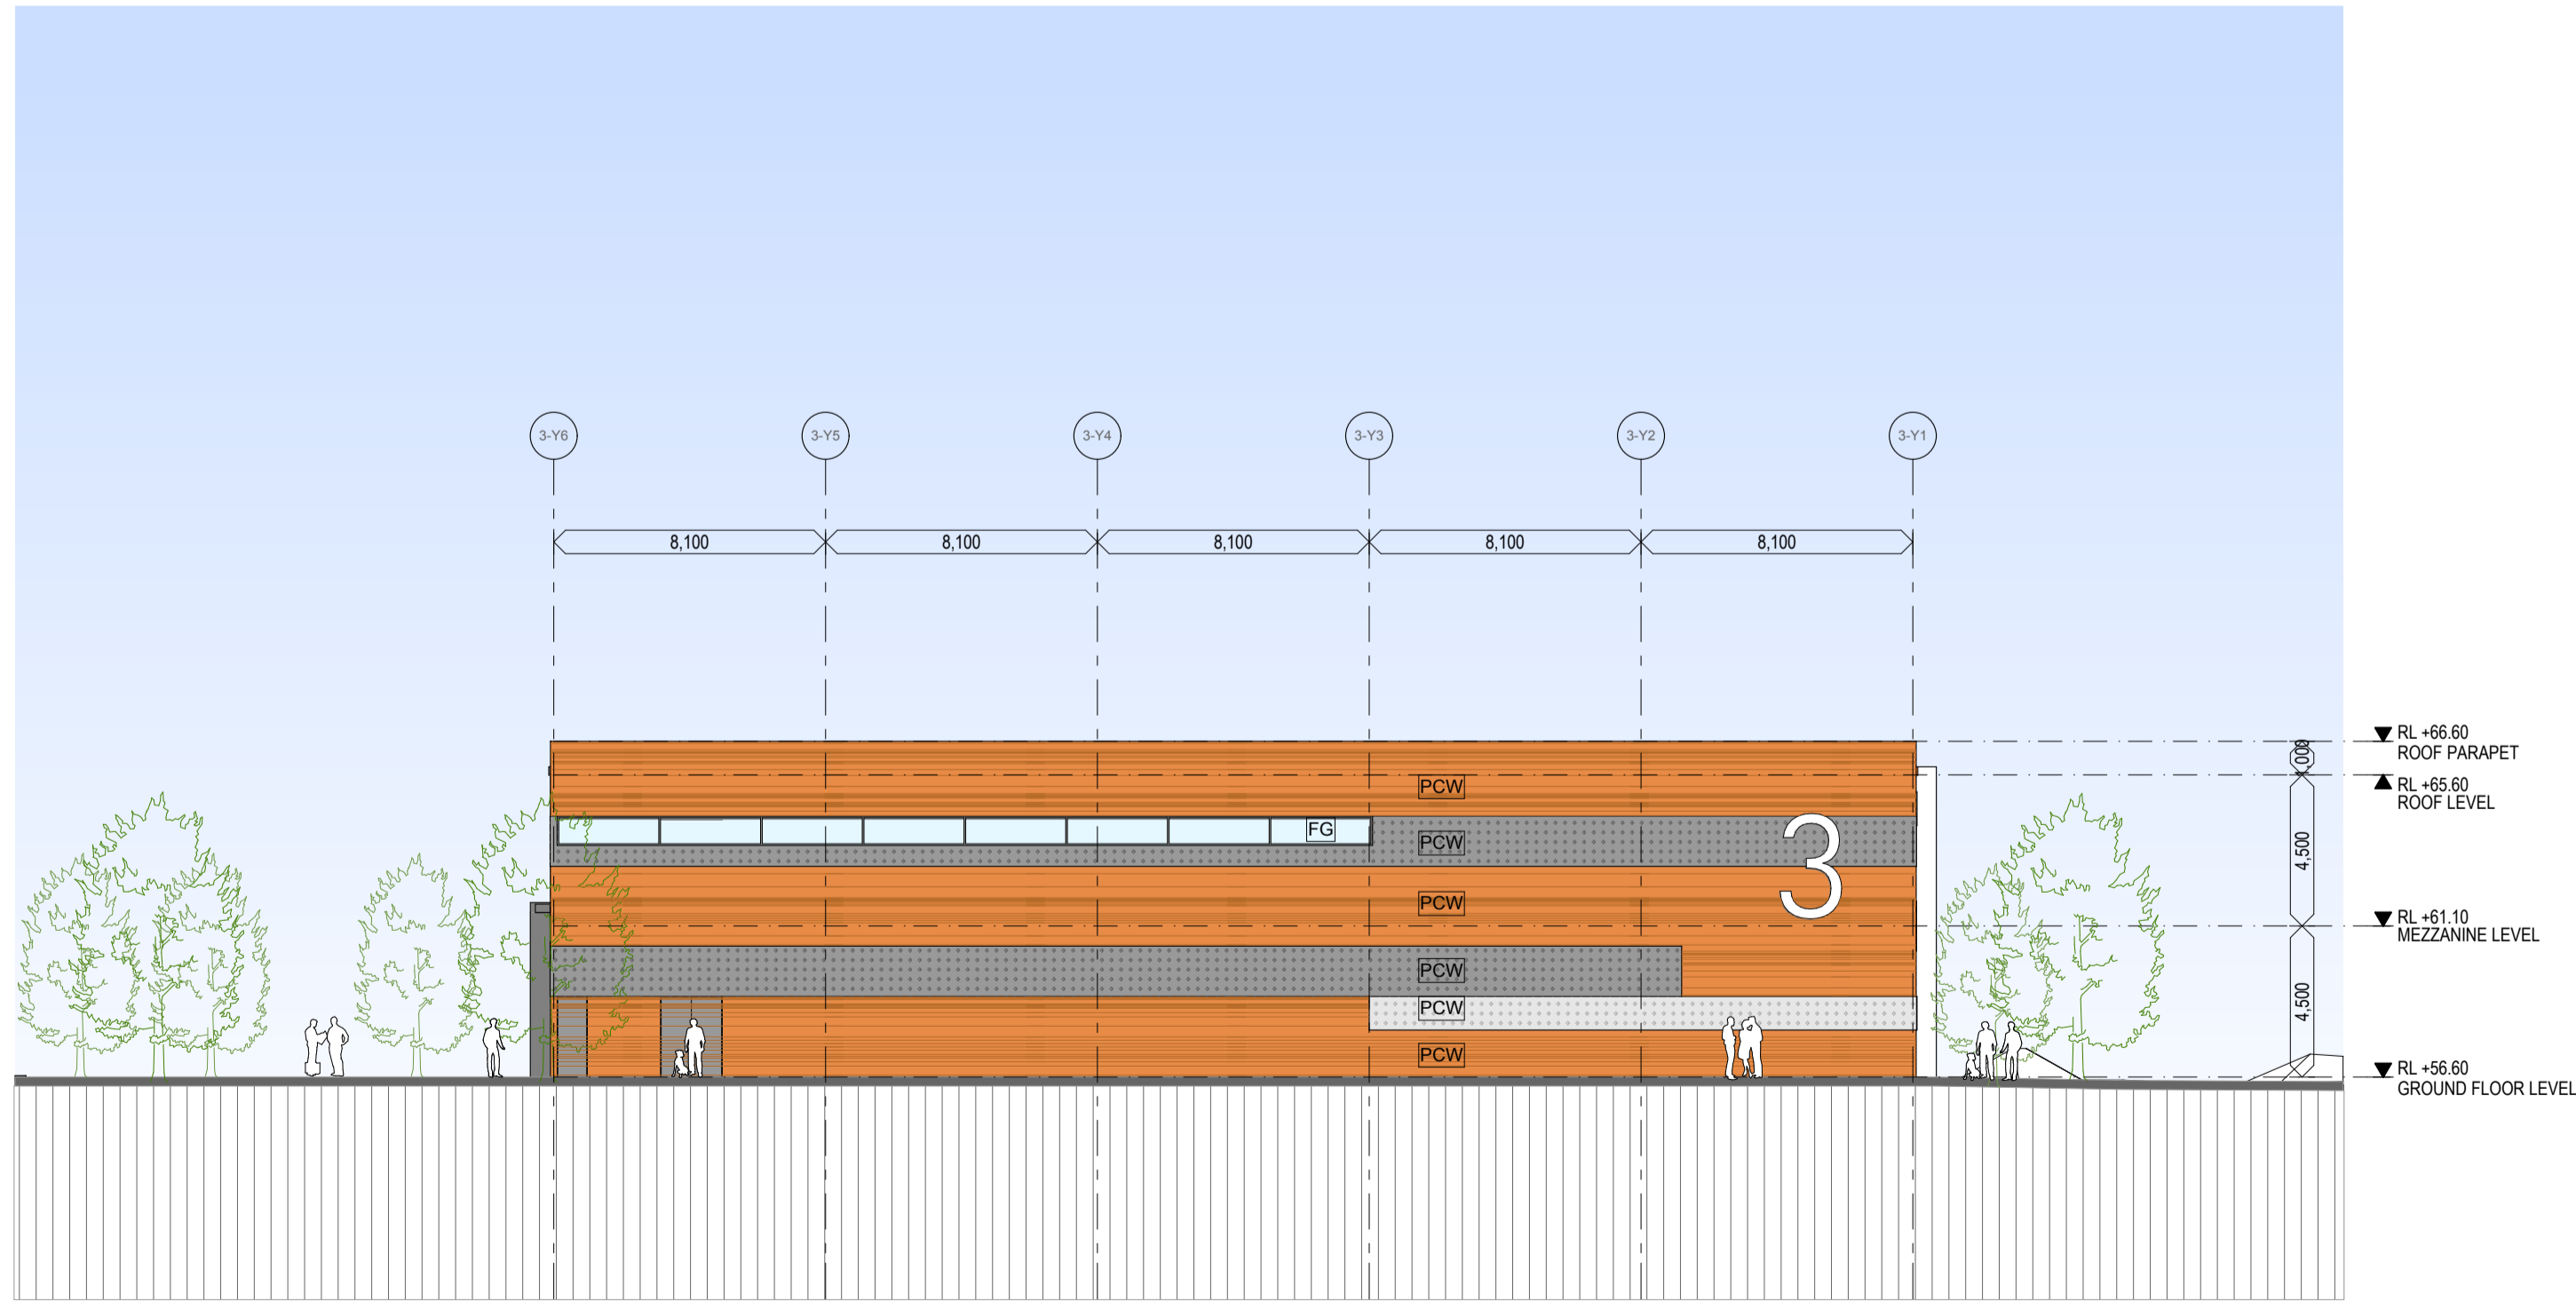 3-Y6
3-Y5
3-Y4
3-Y3
3-Y2
3-Y1
8,100
8,100
8,100
8,100
8,100
RL +66.60
ROOF PARAPET
1,000
RL +65.60
ROOF LEVEL
PCW
FG
PCW
3
4,500
PCW
RL +61.10
MEZZANINE LEVEL
PCW
PCW
4,500
PCW
RL +56.60
GROUND FLOOR LEVEL